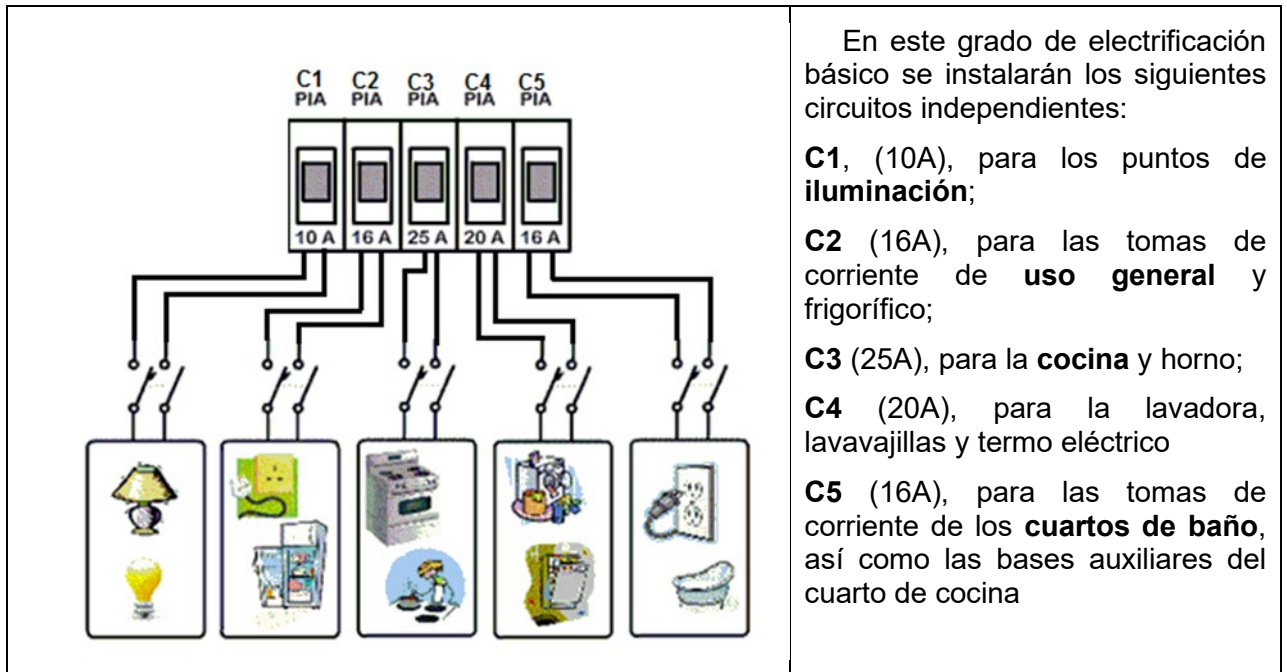 C1 C2 C3 C4 C5
PIA PIA PIA PIA PIA
10 A 16 A 25 A 20 A 16 A
En este grado de electrificación
básico se instalarán los siguientes
circuitos independientes:
C1, (10A), para los puntos de
iluminación;
C2 (16A), para las tomas de
corriente de uso general y
frigorífico;
C3 (25A), para la cocina y horno;
C4 (20A), para la lavadora,
lavavajillas y termo eléctrico
C5 (16A), para las tomas de
corriente de los cuartos de baño,
así como las bases auxiliares del
cuarto de cocina